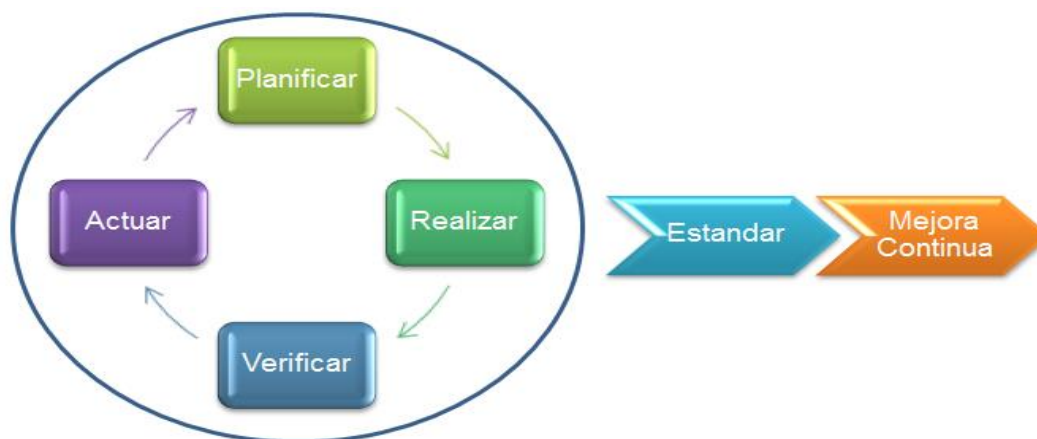 Planificar
Actuar
Realizar
Verificar
Estandar
Mejora
Continua